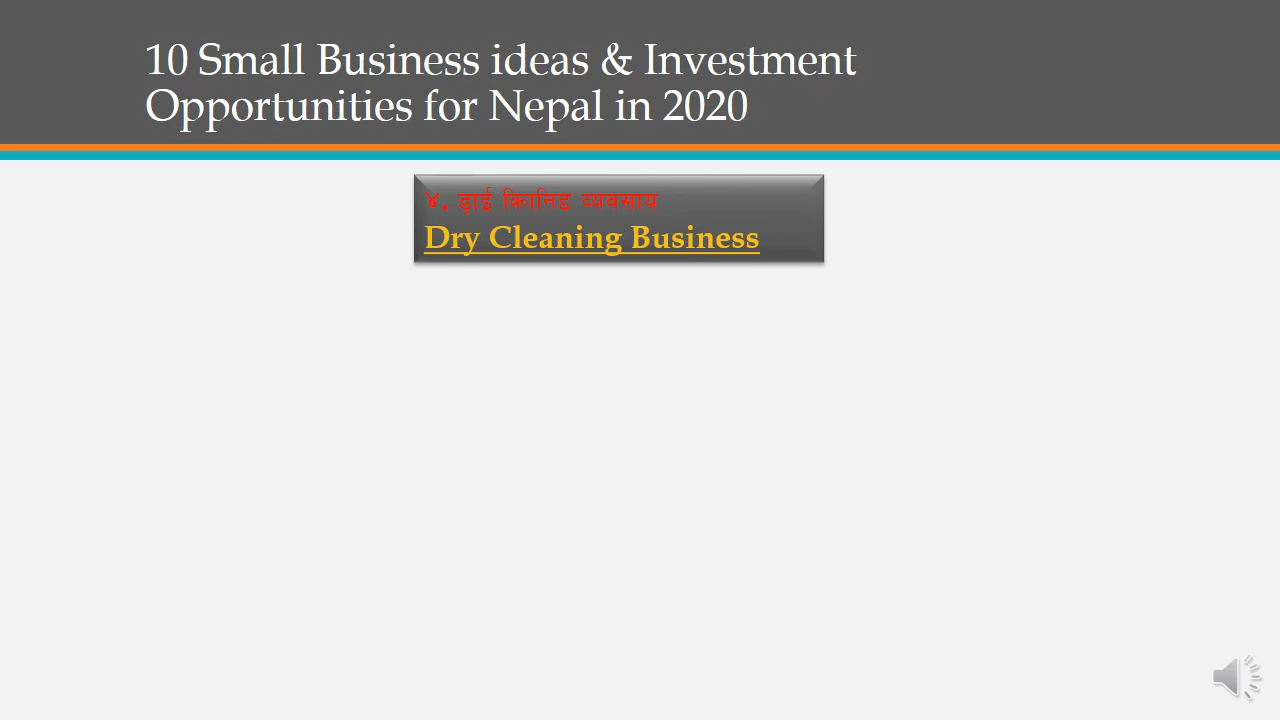 10 Small Business ideas & Investment
Opportunities for Nepal in 2020
४. ड्राई क्लिनिङ व्यवसाय
Dry Cleaning Business